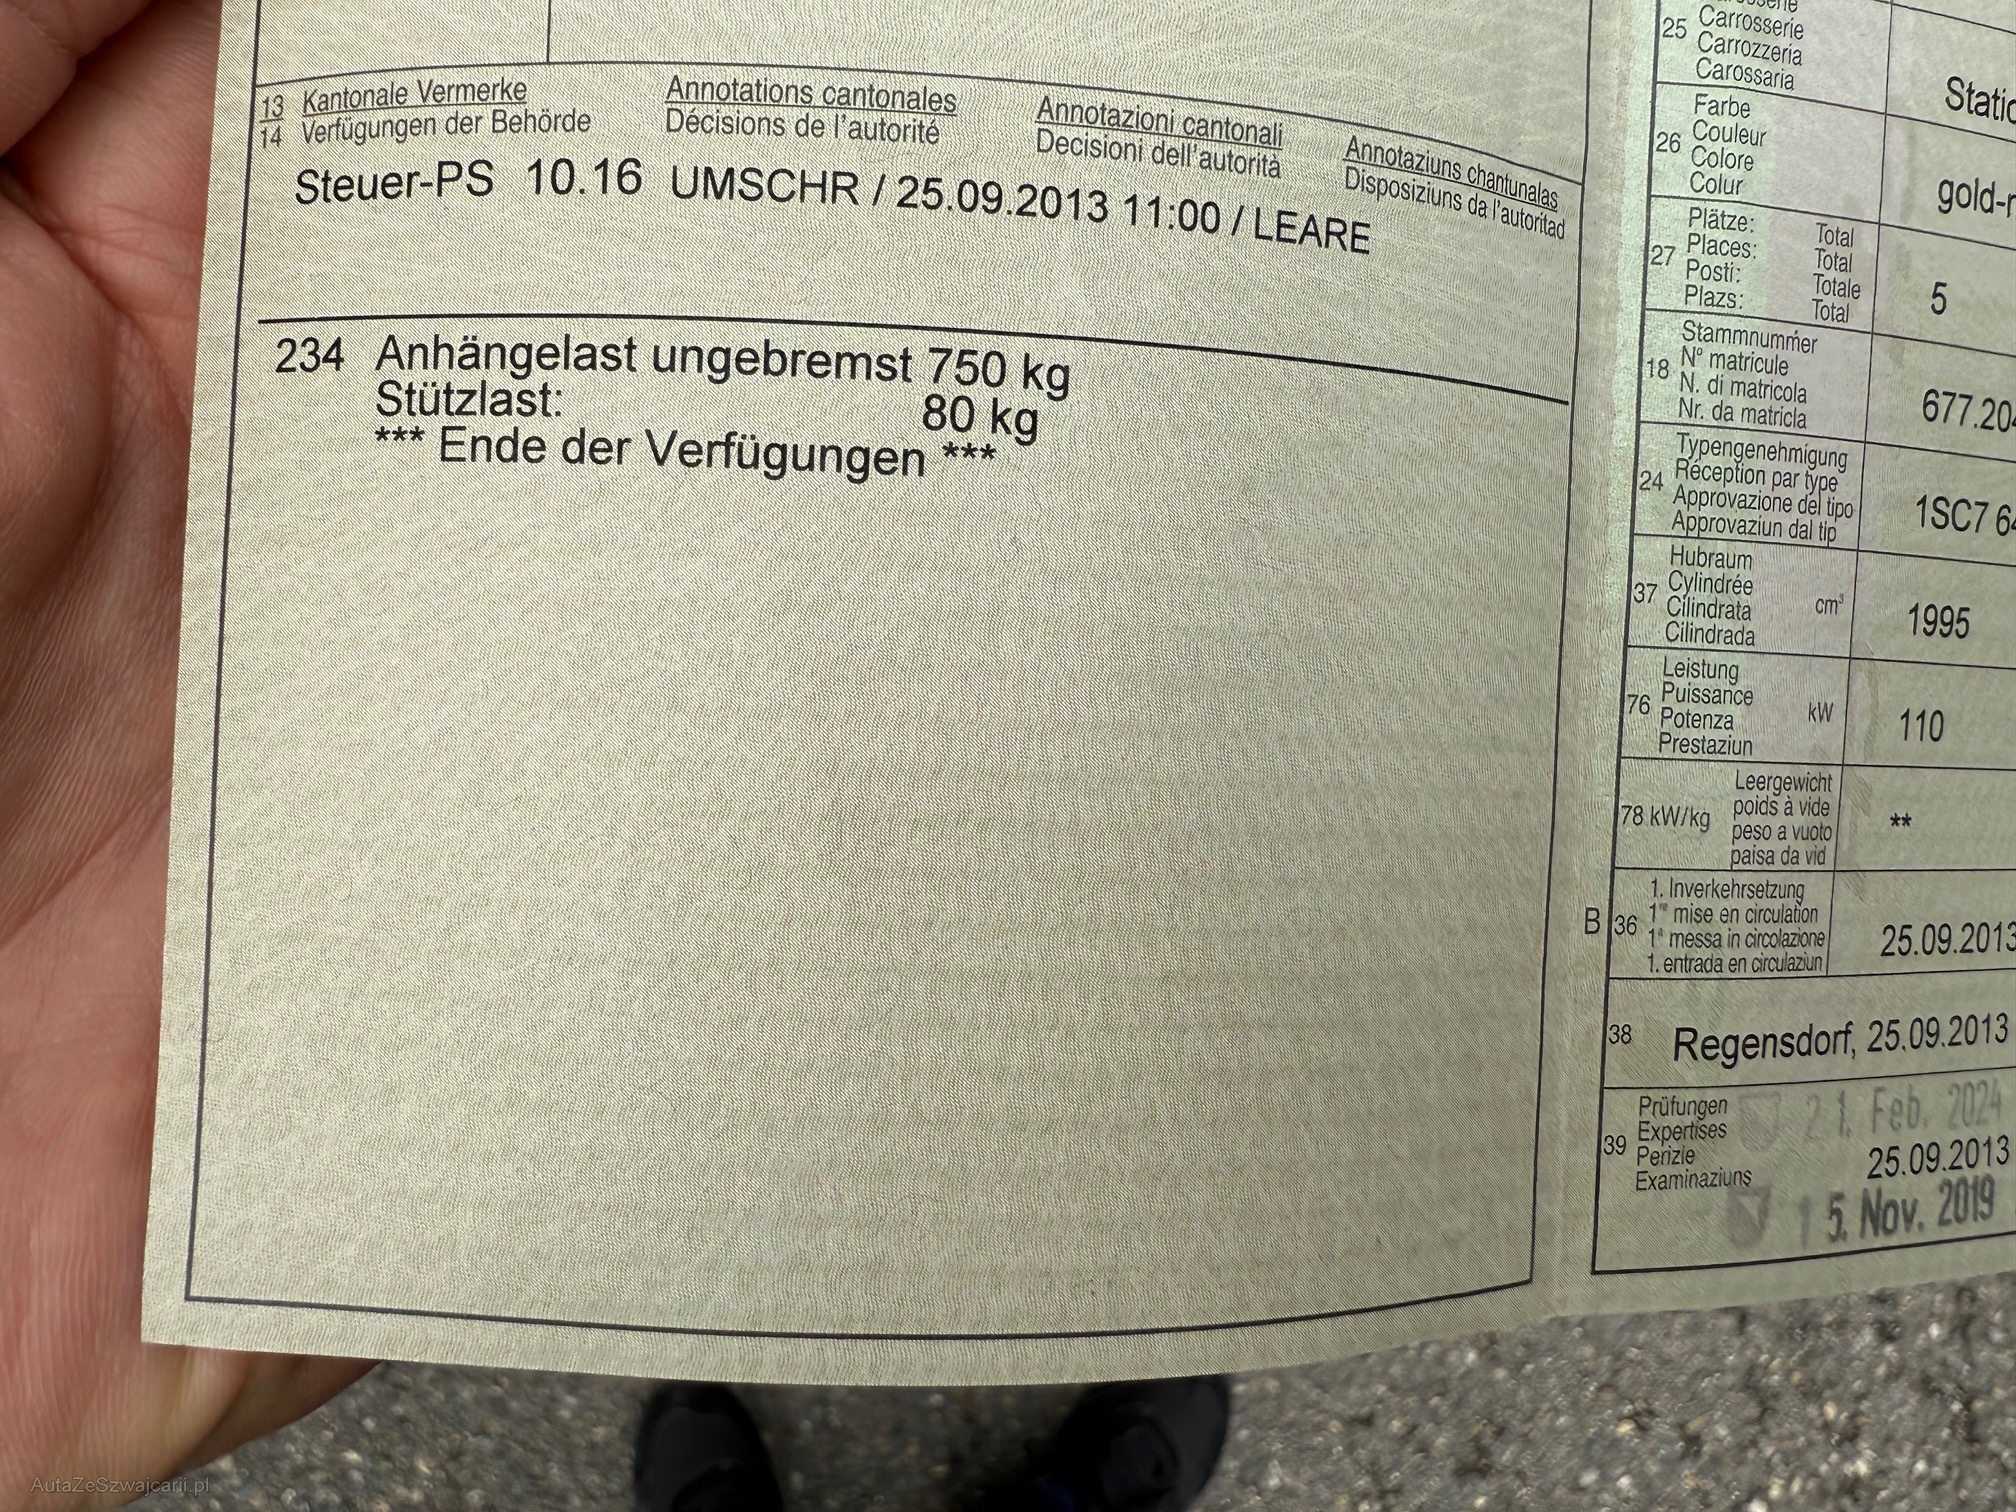 13 Kantonale Vermerke Annotations cantonales Annotazioni cantonali Annotaziuns chantunalas
14 Verfügungen der Behörde Décisions de l'autorité Decisioni dell'autorità Disposiziuns da l'autoritad
Steuer-PS 10.16 UMSCHR / 25.09.2013 11:00 / LEARE
234 Anhängelast ungebremst 750 kg
Stützlast: 80 kg
*** Ende der Verfügungen ***
25 Carrosserie
Carrozzeria
Carossaria
Farbe
26 Couleur
Colore
Colur
gold-
Plätze: Total
27 Places: Total
Posti: Totale
Plazs: Total
5
Stammnummer
18 N° matricule
N. di matricola
Nr. da matricla
677.20
Typengenehmigung
24 Réception par type
Approvazione del tipo
Approvaziun dal tip
1SC7 6
Hubraum
37 Cylindrée cm³
Cilindrata
Cilindrada
1995
Leistung
76 Puissance kW
Potenza
Prestaziun
110
78 kW/kg
Leergewicht
poids à vide
peso a vuoto
paisa da vid
**
B 36
1. Inverkehrsetzung
1re mise en circulation
1a messa in circolazione
1. entrada en circulaziun
25.09.2013
38 Regensdorf, 25.09.2013
Prüfungen
39 Expertises
Perizie
Examinaziuns
21. Feb. 2024
25.09.2013
15. Nov. 2019
AutaZeSzwajcarii.pl